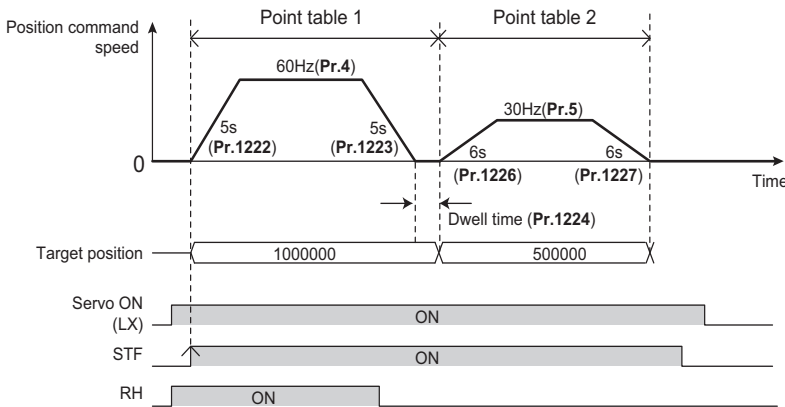 Point table 1
Point table 2
Position command
speed
60Hz(Pr.4)
30Hz(Pr.5)
5s
(Pr.1222)
5s
(Pr.1223)
6s
(Pr.1226)
6s
(Pr.1227)
0
Time
Dwell time (Pr.1224)
Target position
1000000
500000
Servo ON
(LX)
ON
STF
ON
RH
ON